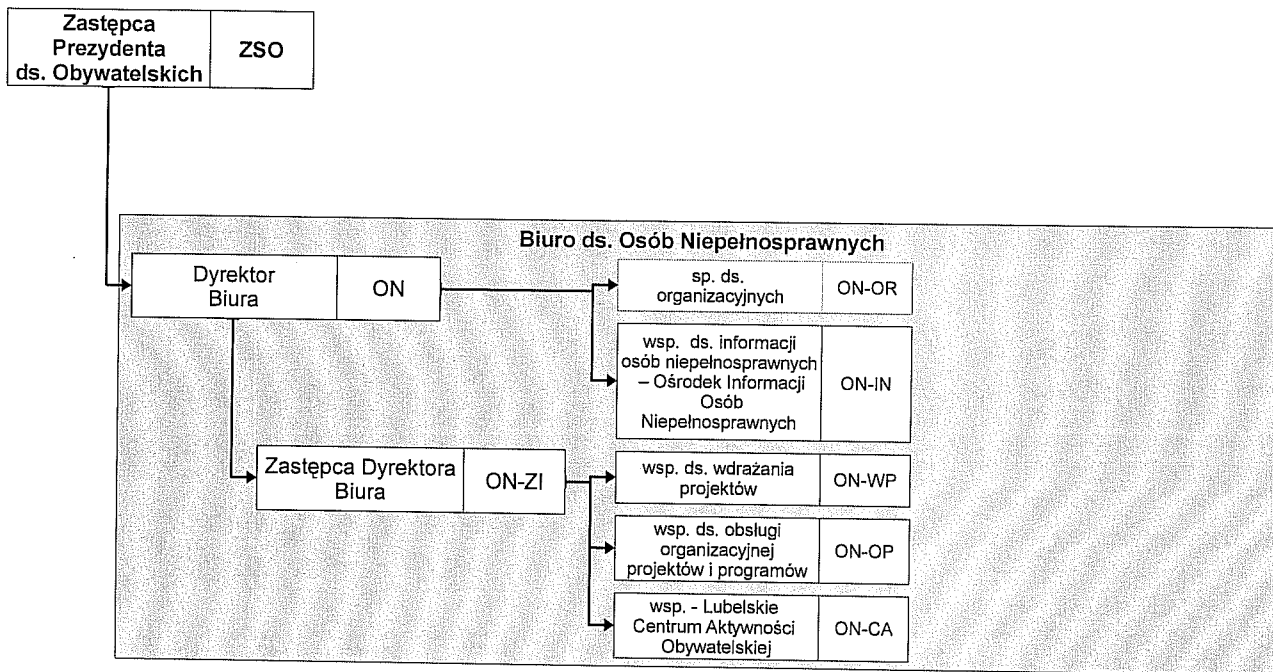 Zastępca
Prezydenta
ds. Obywatelskich
ZSO
Biuro ds. Osób Niepełnosprawnych
Dyrektor
Biura
ON
sp. ds.
organizacyjnych
ON-OR
wsp. ds. informacji
osób niepełnosprawnych
– Ośrodek Informacji
Osób
Niepełnosprawnych
ON-IN
Zastępca Dyrektora
Biura
ON-ZI
wsp. ds. wdrażania
projektów
ON-WP
wsp. ds. obsługi
organizacyjnej
projektów i programów
ON-OP
wsp. - Lubelskie
Centrum Aktywności
Obywatelskiej
ON-CA